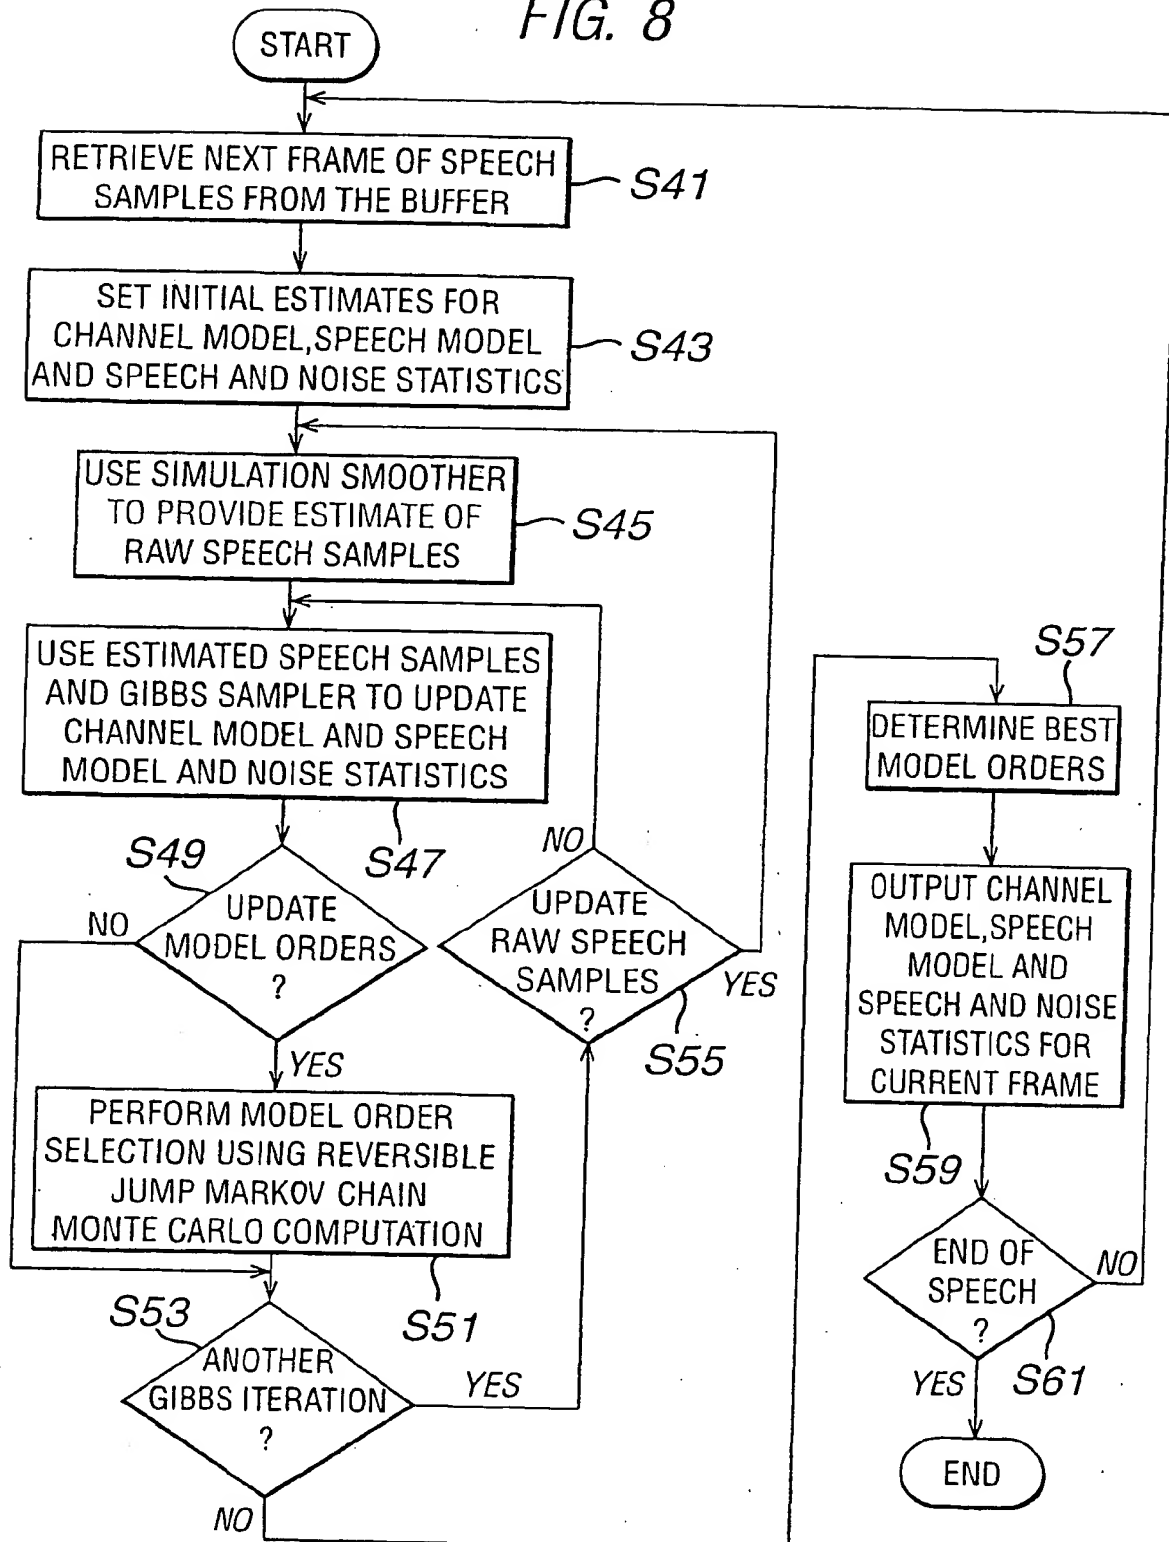 FIG. 8
START
RETRIEVE NEXT FRAME OF SPEECH
SAMPLES FROM THE BUFFER
S41
SET INITIAL ESTIMATES FOR
CHANNEL MODEL,SPEECH MODEL
AND SPEECH AND NOISE STATISTICS
S43
USE SIMULATION SMOOTHER
TO PROVIDE ESTIMATE OF
RAW SPEECH SAMPLES
S45
USE ESTIMATED SPEECH SAMPLES
AND GIBBS SAMPLER TO UPDATE
CHANNEL MODEL AND SPEECH
MODEL AND NOISE STATISTICS
S47
S49
UPDATE
MODEL ORDERS
?
NO
YES
PERFORM MODEL ORDER
SELECTION USING REVERSIBLE
JUMP MARKOV CHAIN
MONTE CARLO COMPUTATION
S51
S53
ANOTHER
GIBBS ITERATION
?
YES
NO
NO
UPDATE
RAW SPEECH
SAMPLES
?
YES
S55
S57
DETERMINE BEST
MODEL ORDERS
OUTPUT CHANNEL
MODEL,SPEECH
MODEL AND
SPEECH AND NOISE
STATISTICS FOR
CURRENT FRAME
S59
END OF
SPEECH
?
NO
S61
YES
END